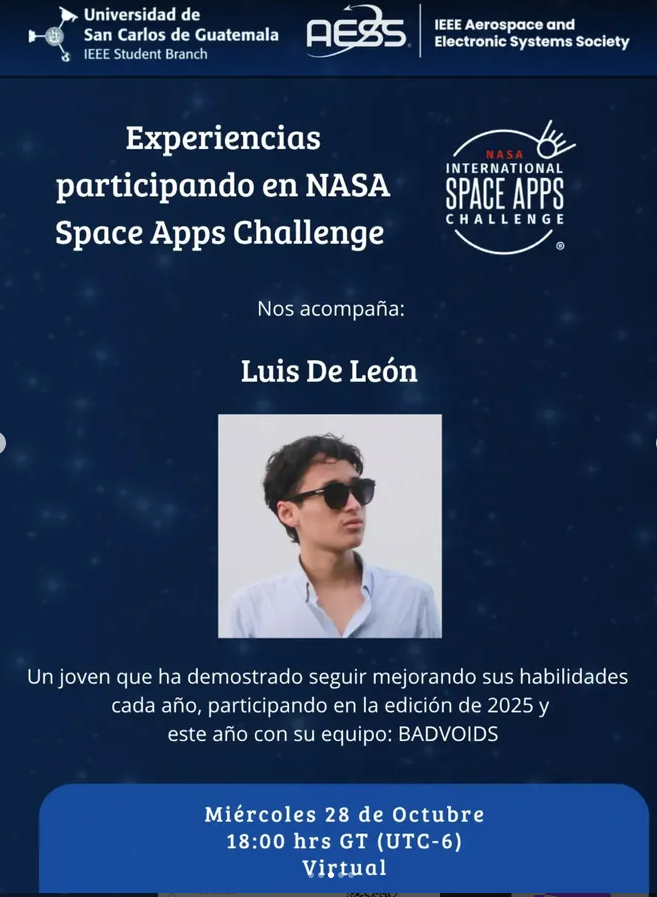 Universidad de
San Carlos de Guatemala
IEEE Student Branch
AESS
IEEE Aerospace and
Electronic Systems Society
Experiencias
participando en NASA
Space Apps Challenge
NASA
INTERNATIONAL
SPACE APPS
CHALLENGE
®
Nos acompaña:
Luis De León
Un joven que ha demostrado seguir mejorando sus habilidades
cada año, participando en la edición de 2025 y
este año con su equipo: BADVOIDS
Miércoles 28 de Octubre
18:00 hrs GT (UTC-6)
Virtual